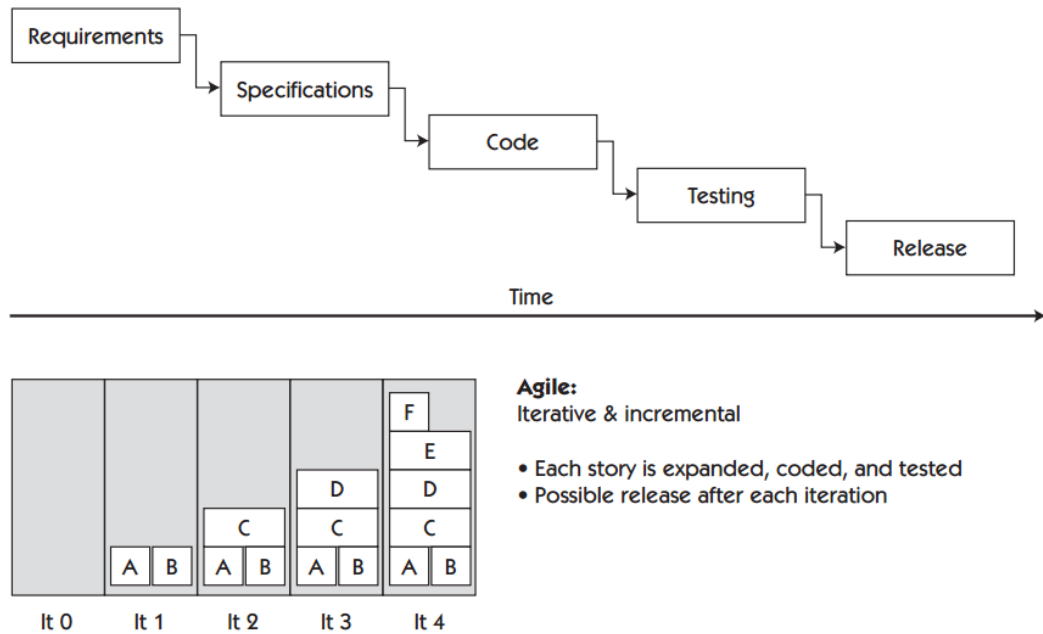 Requirements
Specifications
Code
Testing
Release
Time
Agile:
Iterative & incremental
• Each story is expanded, coded, and tested
• Possible release after each iteration
F
E
D D
C C C
A B A B A B A B
It 0 It 1 It 2 It 3 It 4